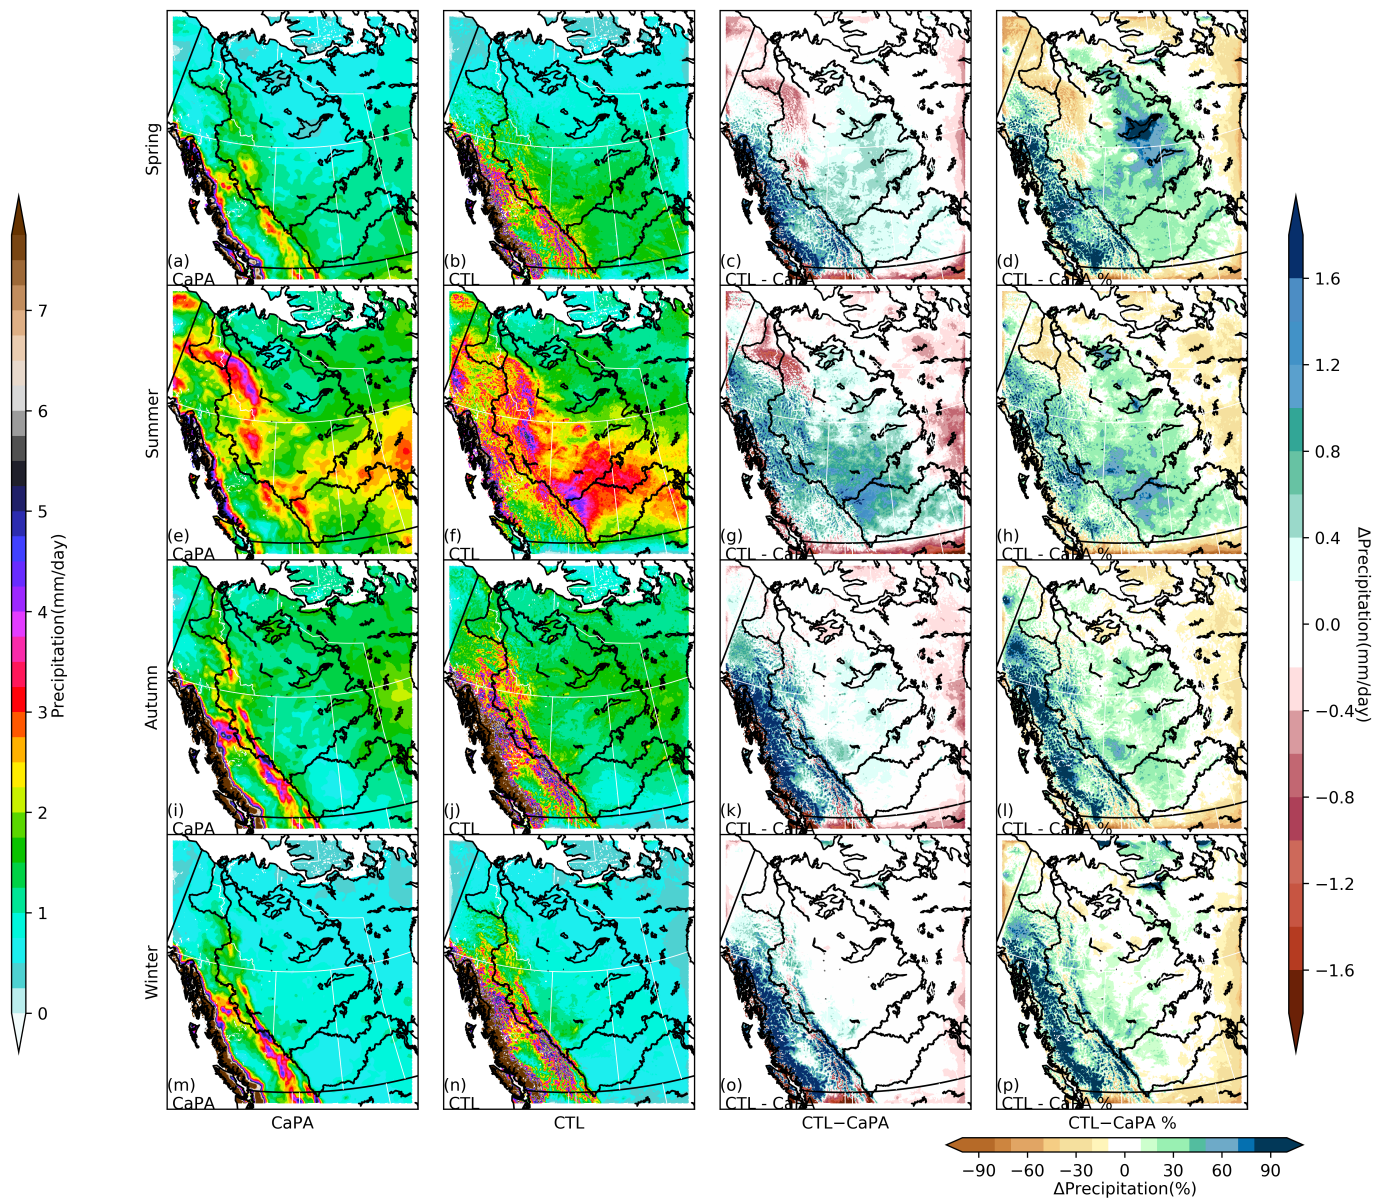 Spring
(a)
CaPA
(b)
CTL
(c)
CTL - CaPA
(d)
CTL - CaPA %
Summer
(e)
CaPA
(f)
CTL
(g)
CTL - CaPA
(h)
CTL - CaPA %
Autumn
(i)
CaPA
(j)
CTL
(k)
CTL - CaPA
(l)
CTL - CaPA %
Winter
(m)
CaPA
(n)
CTL
(o)
CTL - CaPA
(p)
CTL - CaPA %
CaPA
CTL
CTL−CaPA
CTL−CaPA %
7
6
5
4
3
2
1
0
Precipitation(mm/day)
1.6
1.2
0.8
0.4
0.0
−0.4
−0.8
−1.2
−1.6
ΔPrecipitation(mm/day)
−90 −60 −30 0 30 60 90
ΔPrecipitation(%)